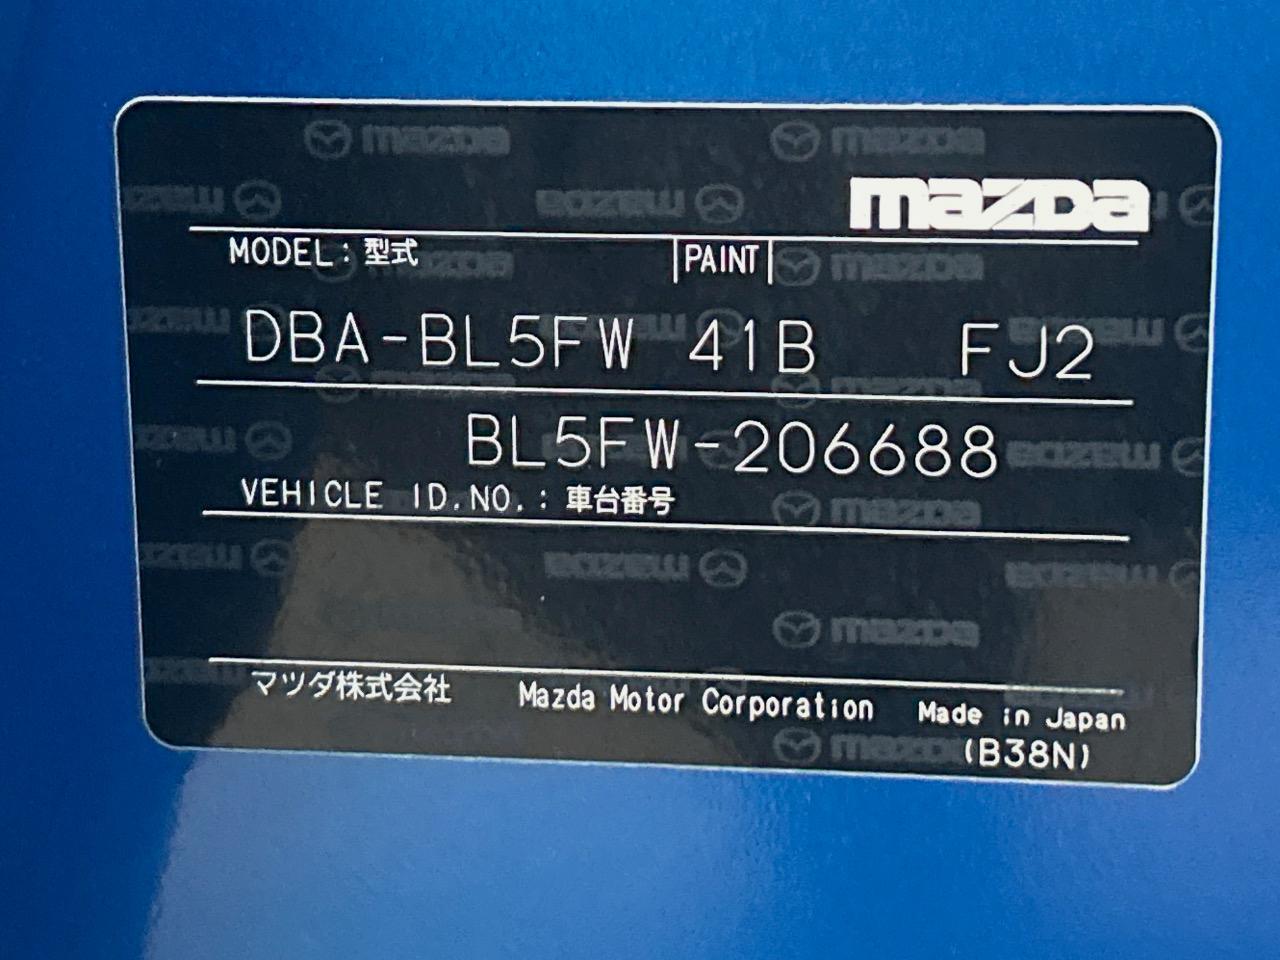 mazda
MODEL: 型式 PAINT
DBA-BL5FW 41B FJ2
BL5FW-206688
VEHICLE ID.NO.: 車台番号
マツダ株式会社 Mazda Motor Corporation Made in Japan
(B38N)